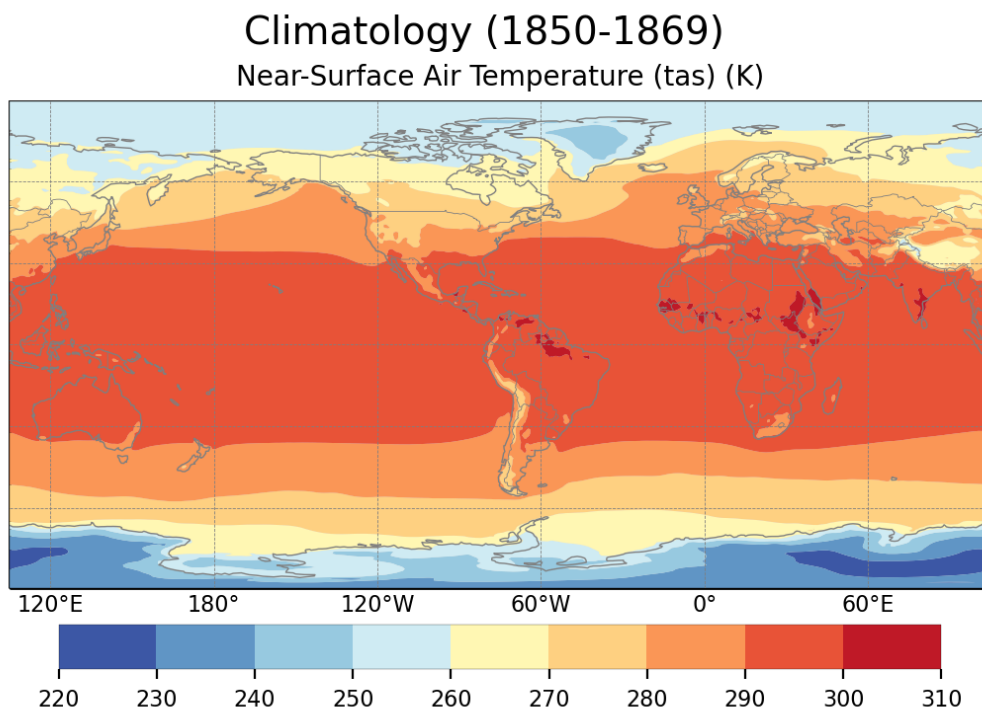 Climatology (1850-1869)
Near-Surface Air Temperature (tas) (K)
120°E 180° 120°W 60°W 0° 60°E
220 230 240 250 260 270 280 290 300 310